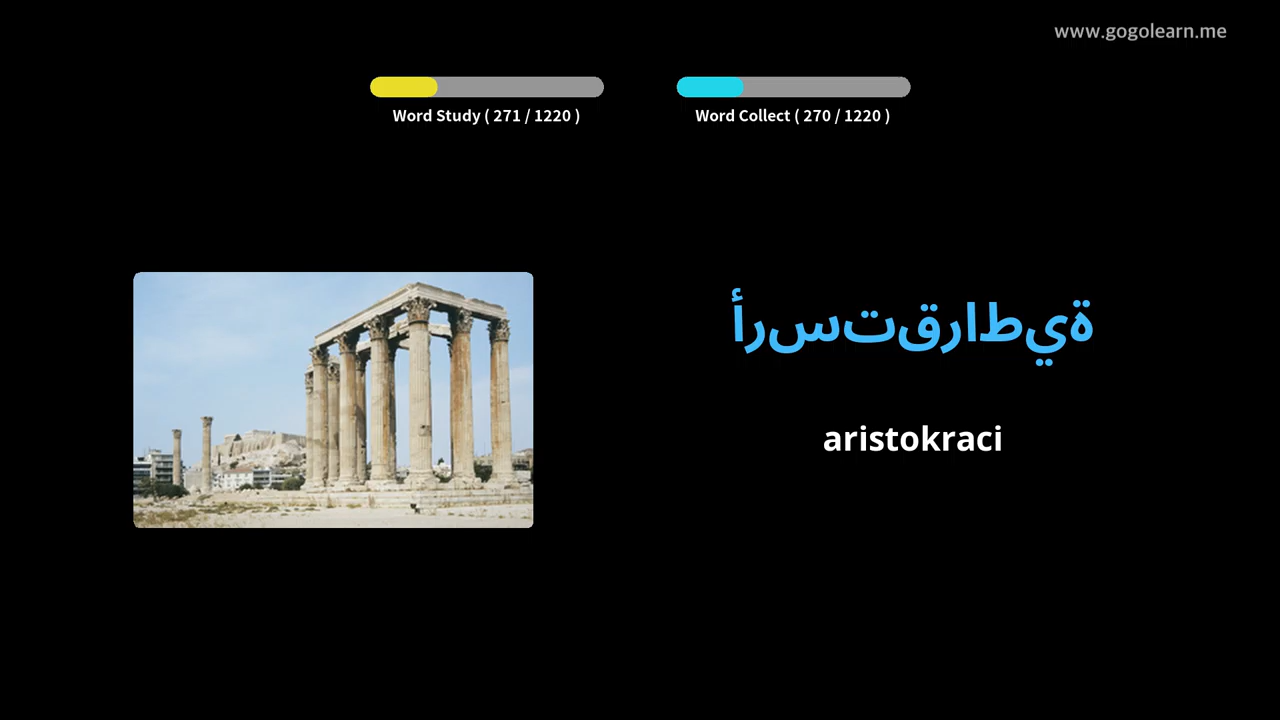 www.gogolearn.me
Word Study ( 271 / 1220 )
Word Collect ( 270 / 1220 )
أرستقراطية
aristokraci